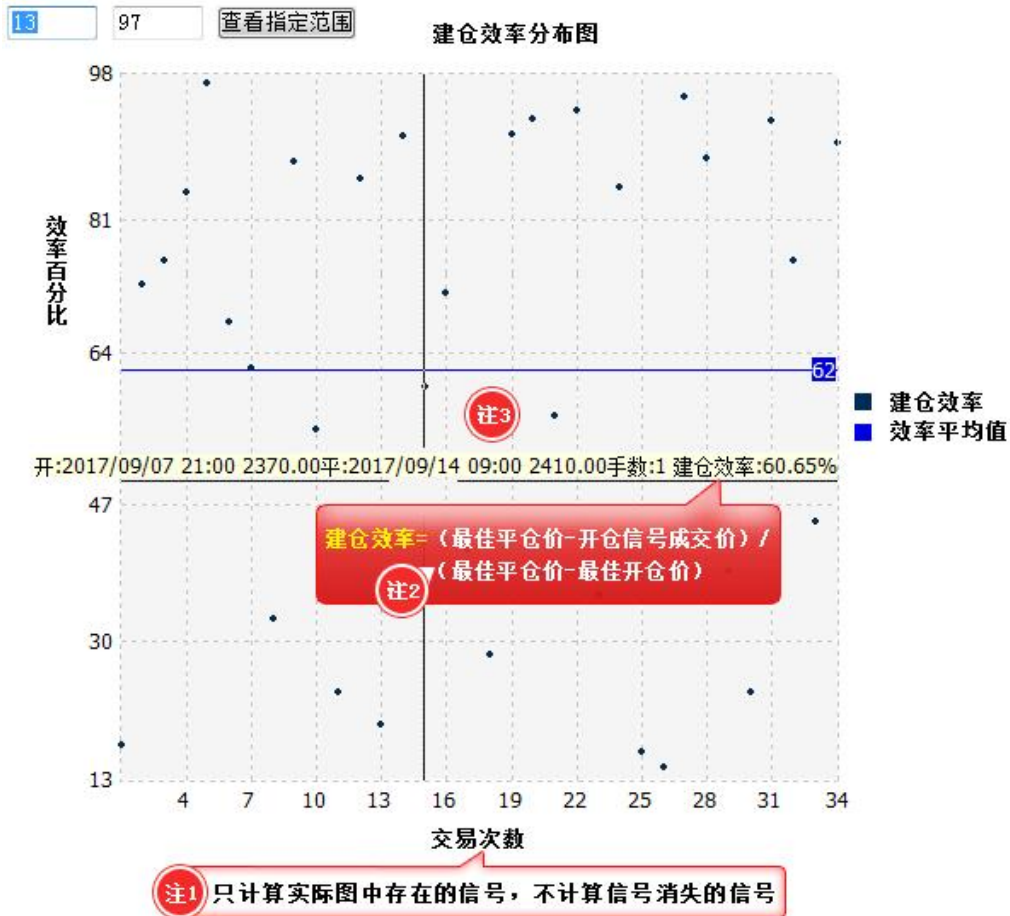 13 97 查看指定范围
建仓效率分布图
98
81
64
47
30
13
效率百分比
62
注3
建仓效率
效率平均值
开:2017/09/07 21:00 2370.00平:2017/09/14 09:00 2410.00手数:1 建仓效率:60.65%
建仓效率=(最佳平仓价-开仓信号成交价)/
(最佳平仓价-最佳开仓价)
注2
4 7 10 13 16 19 22 25 28 31 34
交易次数
注1 只计算实际图中存在的信号，不计算信号消失的信号